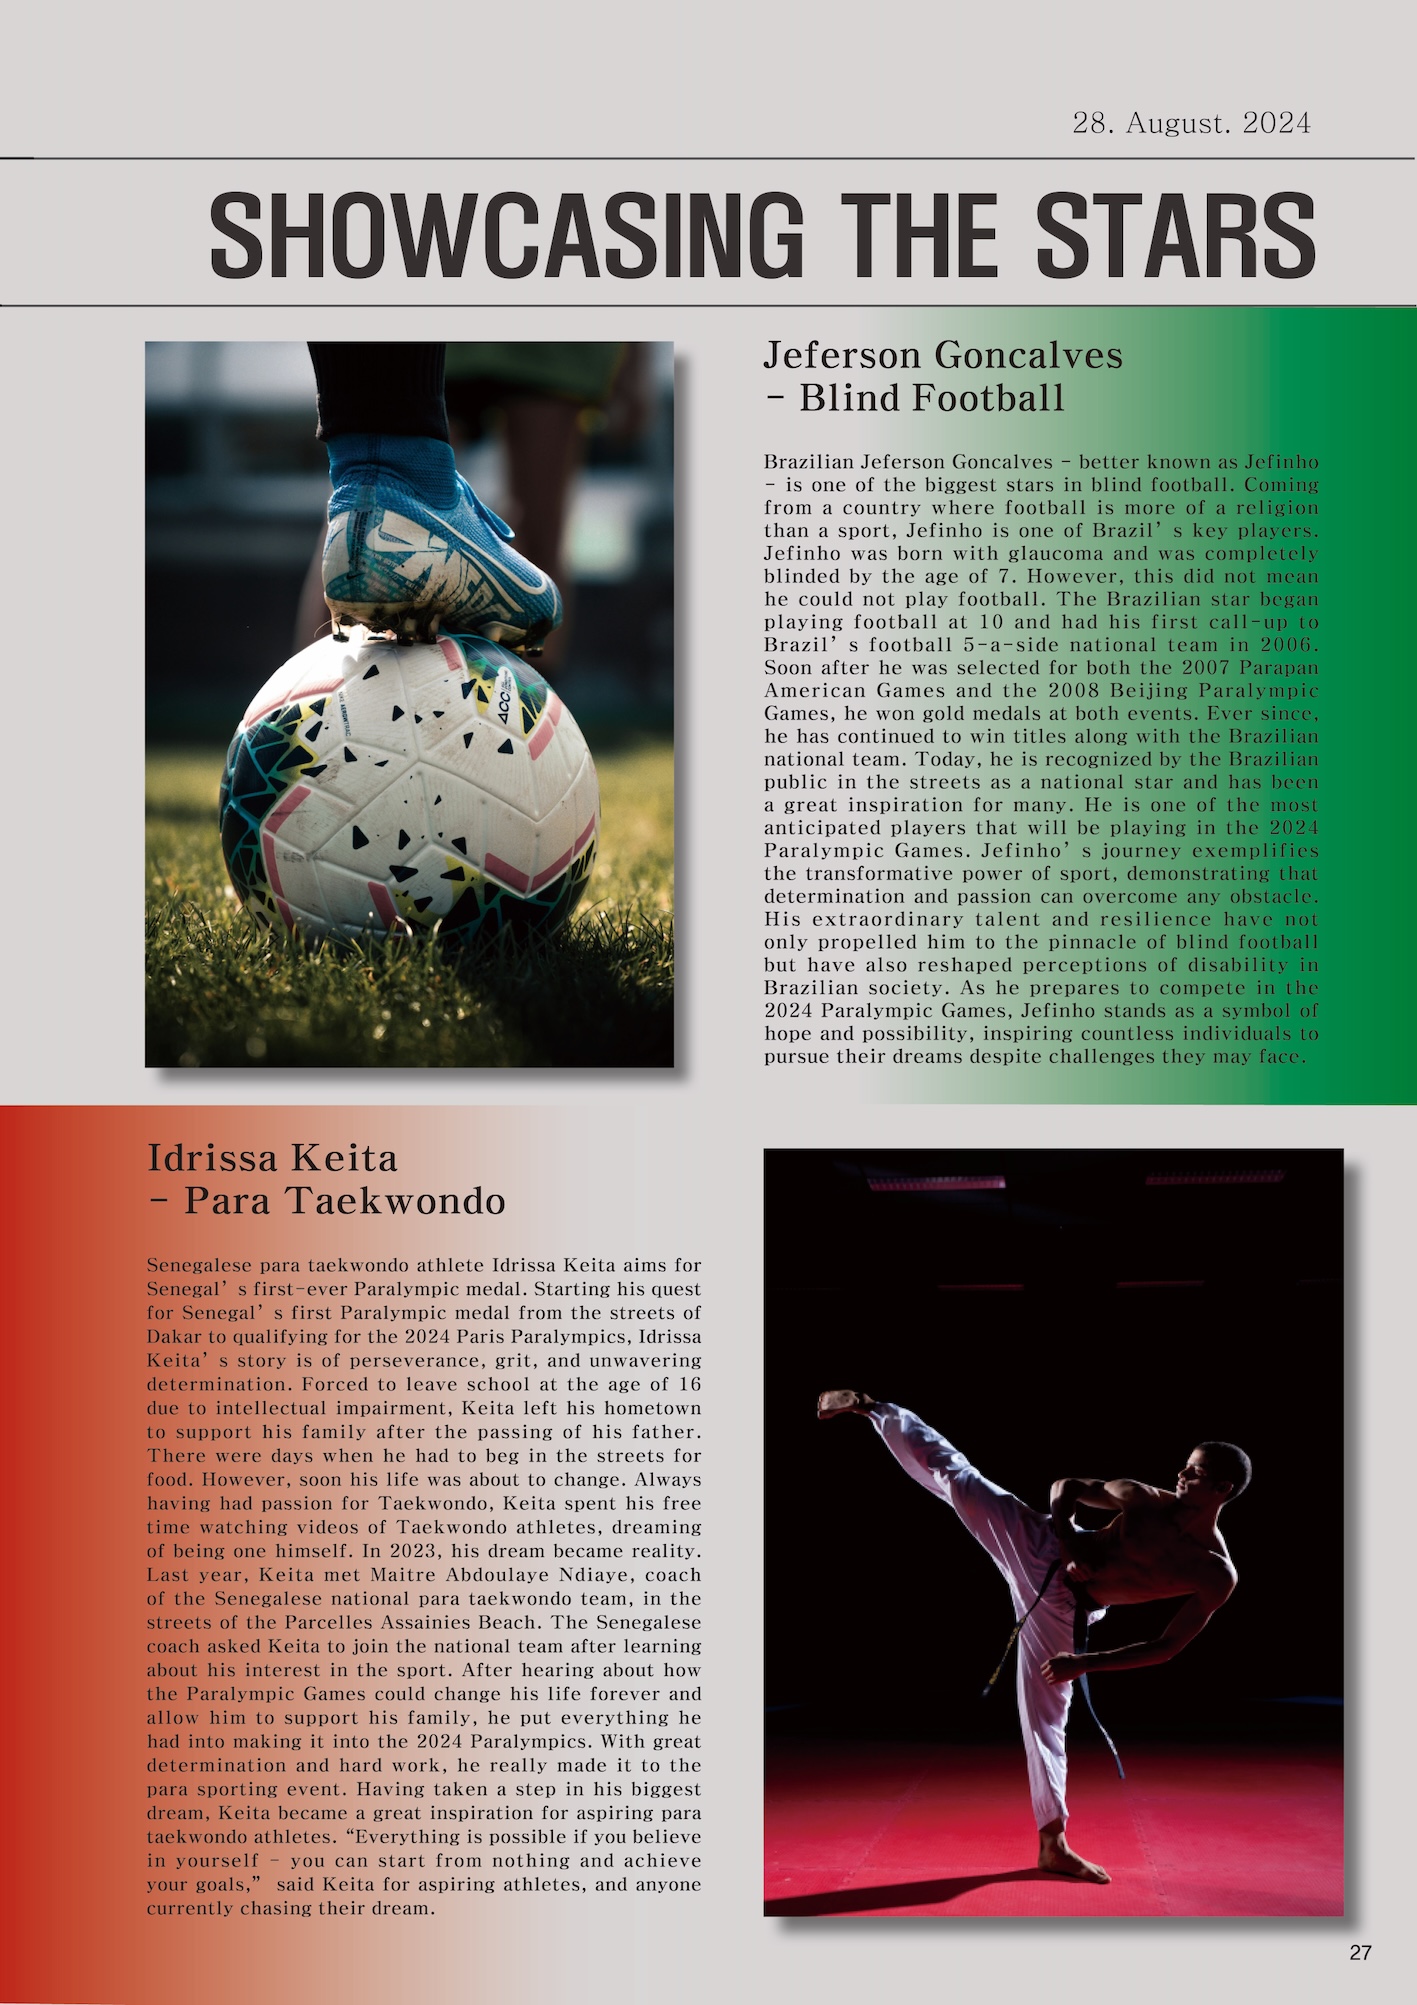 28. August. 2024
SHOWCASING THE STARS
Jeferson Goncalves
- Blind Football
Brazilian Jeferson Goncalves - better known as Jefinho
- is one of the biggest stars in blind football. Coming
from a country where football is more of a religion
than a sport, Jefinho is one of Brazil’s key players.
Jefinho was born with glaucoma and was completely
blinded by the age of 7. However, this did not mean
he could not play football. The Brazilian star began
playing football at 10 and had his first call-up to
Brazil’s football 5-a-side national team in 2006.
Soon after he was selected for both the 2007 Parapan
American Games and the 2008 Beijing Paralympic
Games, he won gold medals at both events. Ever since,
he has continued to win titles along with the Brazilian
national team. Today, he is recognized by the Brazilian
public in the streets as a national star and has been
a great inspiration for many. He is one of the most
anticipated players that will be playing in the 2024
Paralympic Games. Jefinho’s journey exemplifies
the transformative power of sport, demonstrating that
determination and passion can overcome any obstacle.
His extraordinary talent and resilience have not
only propelled him to the pinnacle of blind football
but have also reshaped perceptions of disability in
Brazilian society. As he prepares to compete in the
2024 Paralympic Games, Jefinho stands as a symbol of
hope and possibility, inspiring countless individuals to
pursue their dreams despite challenges they may face.
ACC
Idrissa Keita
- Para Taekwondo
Senegalese para taekwondo athlete Idrissa Keita aims for
Senegal’s first-ever Paralympic medal. Starting his quest
for Senegal’s first Paralympic medal from the streets of
Dakar to qualifying for the 2024 Paris Paralympics, Idrissa
Keita’s story is of perseverance, grit, and unwavering
determination. Forced to leave school at the age of 16
due to intellectual impairment, Keita left his hometown
to support his family after the passing of his father.
There were days when he had to beg in the streets for
food. However, soon his life was about to change. Always
having had passion for Taekwondo, Keita spent his free
time watching videos of Taekwondo athletes, dreaming
of being one himself. In 2023, his dream became reality.
Last year, Keita met Maitre Abdoulaye Ndiaye, coach
of the Senegalese national para taekwondo team, in the
streets of the Parcelles Assainies Beach. The Senegalese
coach asked Keita to join the national team after learning
about his interest in the sport. After hearing about how
the Paralympic Games could change his life forever and
allow him to support his family, he put everything he
had into making it into the 2024 Paralympics. With great
determination and hard work, he really made it to the
para sporting event. Having taken a step in his biggest
dream, Keita became a great inspiration for aspiring para
taekwondo athletes. “Everything is possible if you believe
in yourself - you can start from nothing and achieve
your goals,” said Keita for aspiring athletes, and anyone
currently chasing their dream.
27